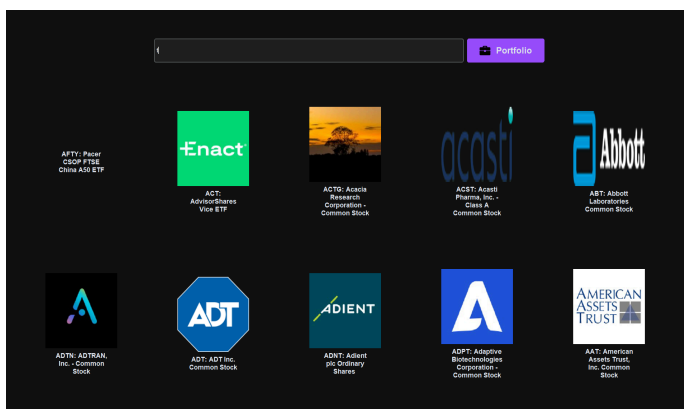 t
Portfolio
AFTY: Pacer
CSOP FTSE
China A50 ETF
Enact
ACT:
AdvisorShares
Vice ETF
ACTG: Acacia
Research
Corporation -
Common Stock
acasti
ACST: Acasti
Pharma, Inc. -
Class A
Common Stock
Abbott
ABT: Abbott
Laboratories
Common Stock
ADTN: ADTRAN,
Inc. - Common
Stock
ADT
ADT: ADT Inc.
Common Stock
ADIENT
ADNT: Adient
plc Ordinary
Shares
ADPT: Adaptive
Biotechnologies
Corporation -
Common Stock
AMERICAN
ASSETS
TRUST
AAT: American
Assets Trust,
Inc. Common
Stock